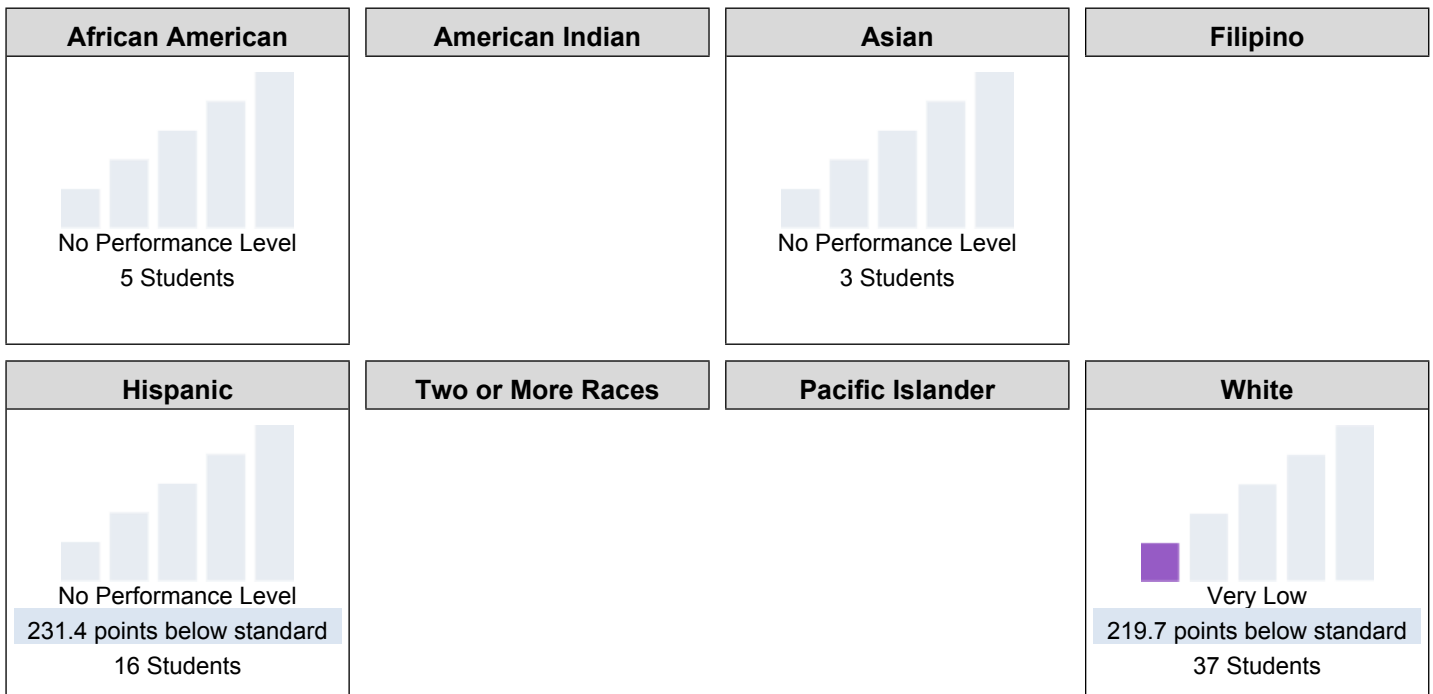 African American
American Indian
Asian
Filipino
No Performance Level
5 Students
No Performance Level
3 Students
Hispanic
Two or More Races
Pacific Islander
White
No Performance Level
231.4 points below standard
16 Students
Very Low
219.7 points below standard
37 Students